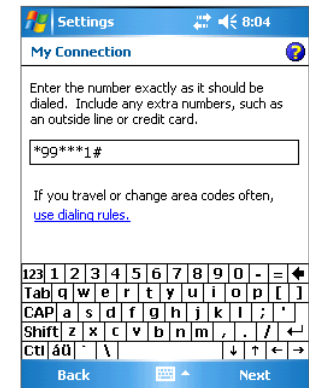 Settings 8:04
My Connection
Enter the number exactly as it should be
dialed. Include any extra numbers, such as
an outside line or credit card.
*99***1#
If you travel or change area codes often,
use dialing rules.
123 1 2 3 4 5 6 7 8 9 0 - = 
Tab q w e r t y u i o p [ ]
CAP a s d f g h j k l ; '
Shift z x c v b n m , . / ↵
Ctl áü ` \ ↓ ↑ ← →
Back Next